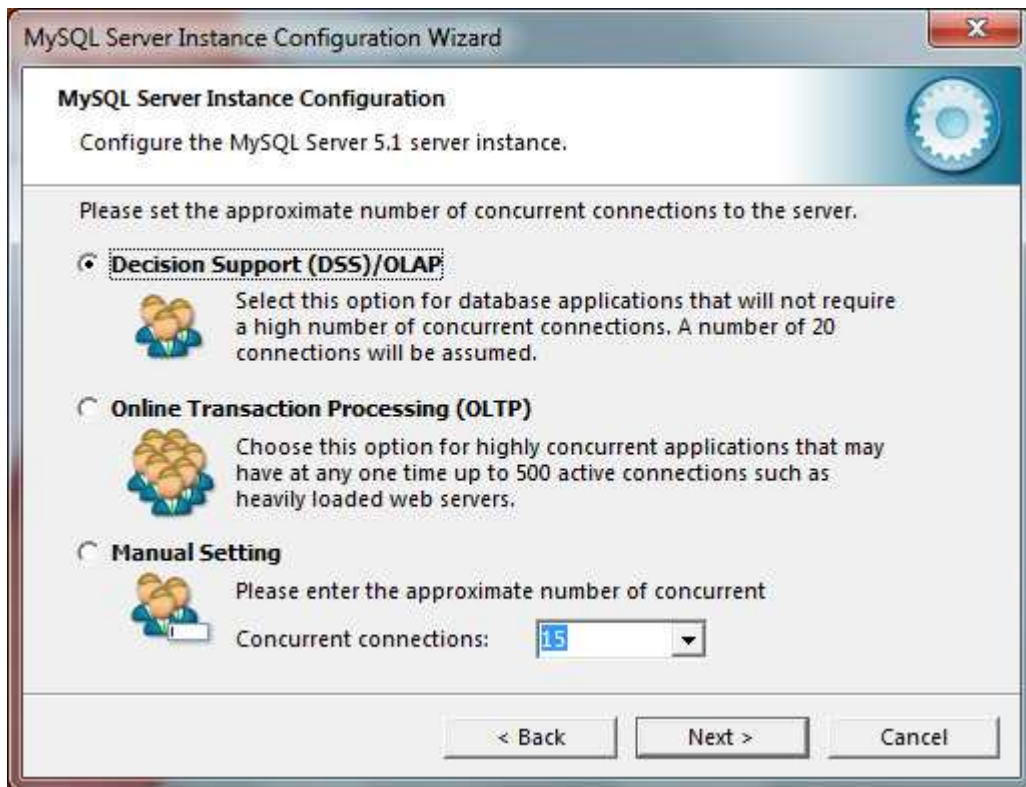 MySQL Server Instance Configuration Wizard
MySQL Server Instance Configuration
Configure the MySQL Server 5.1 server instance.
Please set the approximate number of concurrent connections to the server.
Decision Support (DSS)/OLAP
Select this option for database applications that will not require
a high number of concurrent connections. A number of 20
connections will be assumed.
Online Transaction Processing (OLTP)
Choose this option for highly concurrent applications that may
have at any one time up to 500 active connections such as
heavily loaded web servers.
Manual Setting
Please enter the approximate number of concurrent
Concurrent connections: 15
< Back Next > Cancel